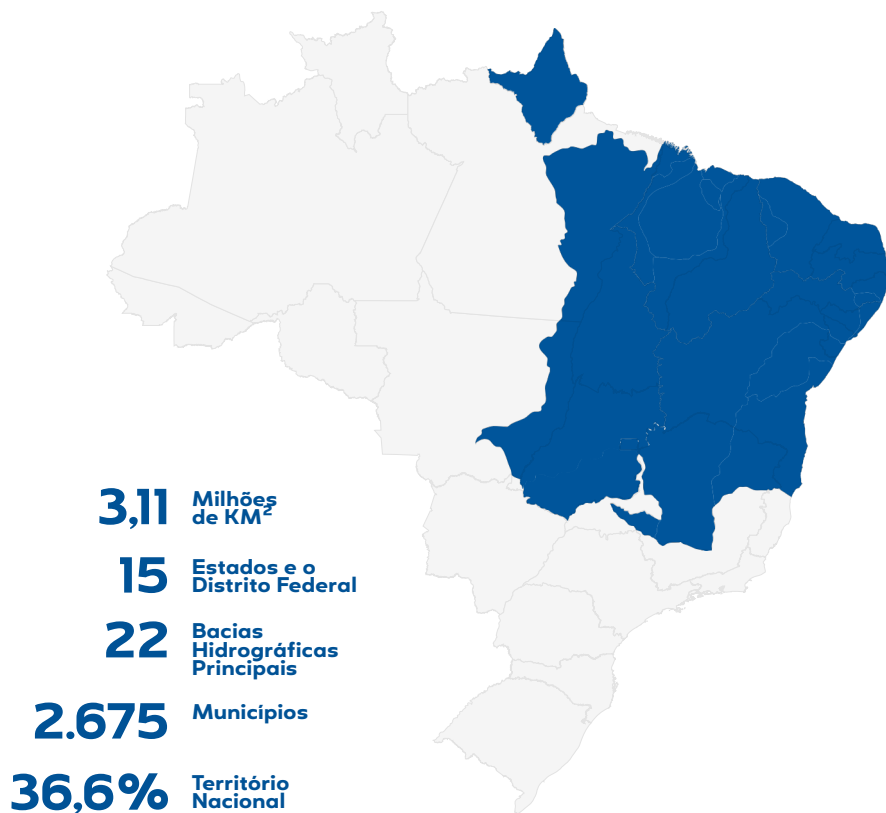 3,11 Milhões
de KM²
15 Estados e o
Distrito Federal
22 Bacias
Hidrográficas
Principais
2.675 Municípios
36,6% Território
Nacional